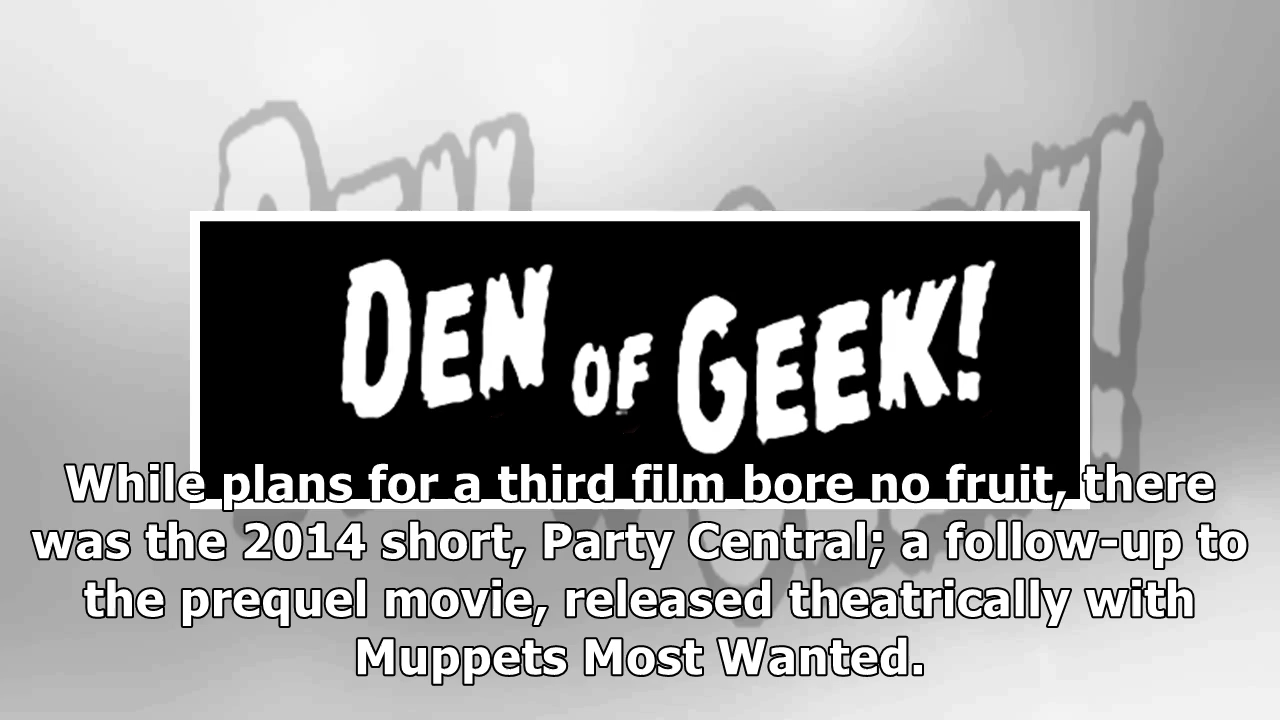 DEN OF GEEK!
While plans for a third film bore no fruit, there
was the 2014 short, Party Central; a follow-up to
the prequel movie, released theatrically with
Muppets Most Wanted.